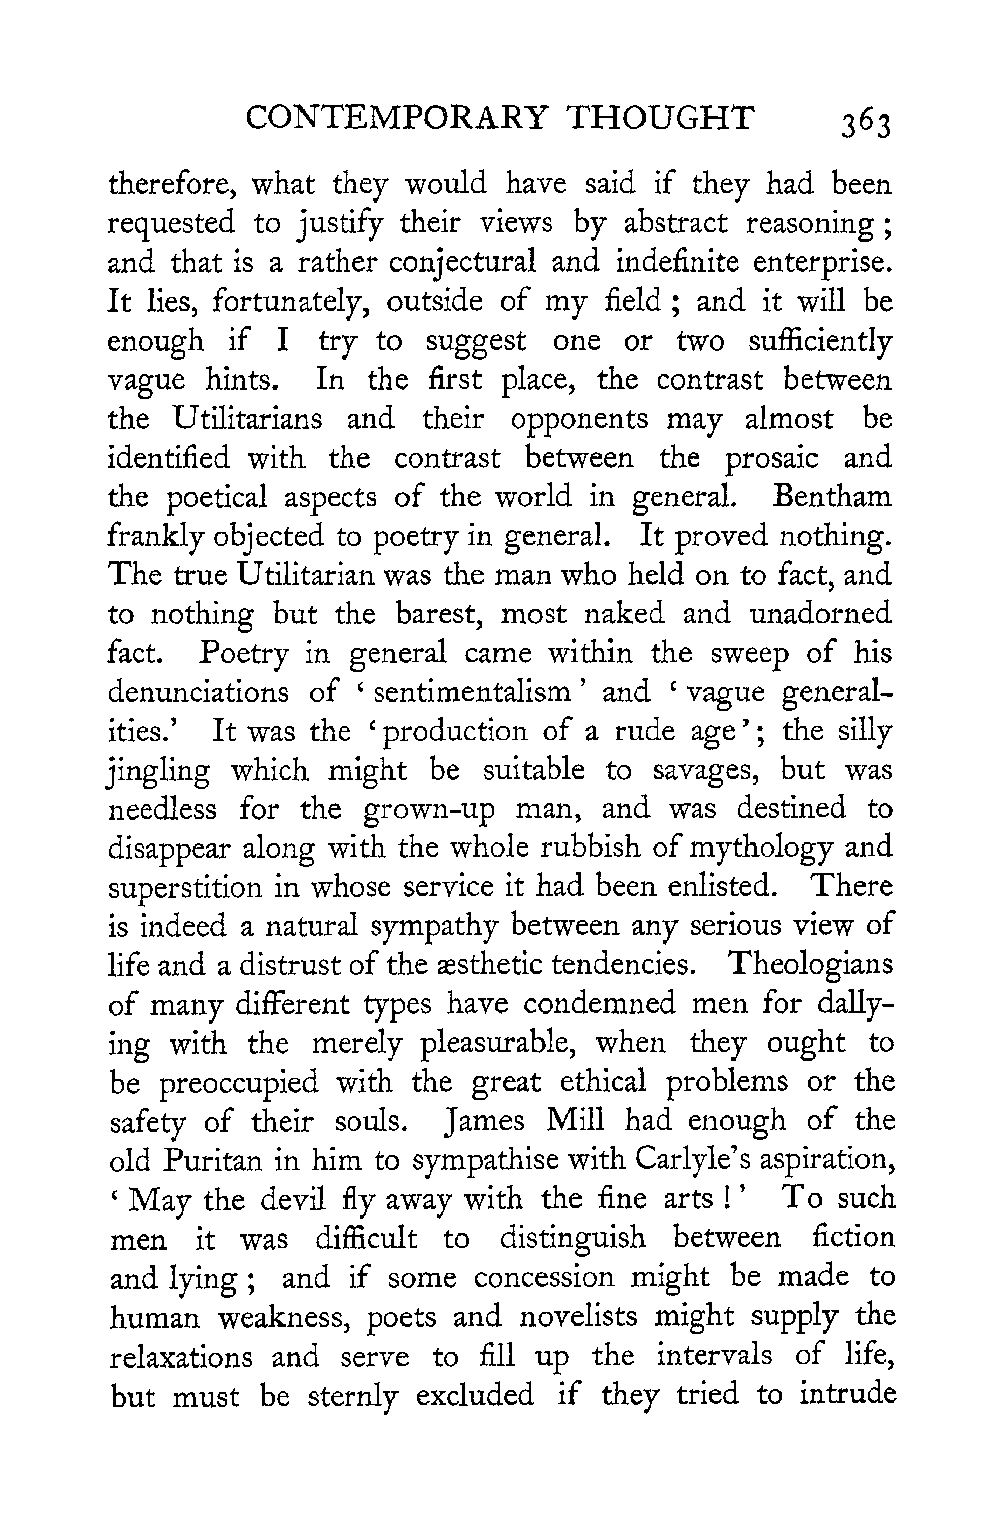 CONTEMPORARY THOUGHT 363
therefore, what they would have said if they had been
requested to justify their views by abstract reasoning ;
and that is a rather conjectural and indefinite enterprise.
It lies, fortunately, outside of my field ; and it will be
enough if I try to suggest one or two sufficiently
vague hints. In the first place, the contrast between
the Utilitarians and their opponents may almost be
identified with the contrast between the prosaic and
the poetical aspects of the world in general. Bentham
frankly objected to poetry in general. It proved nothing.
The true Utilitarian was the man who held on to fact, and
to nothing but the barest, most naked and unadorned
fact. Poetry in general came within the sweep of his
denunciations of ‘ sentimentalism ’ and ‘ vague general-
ities.’ It was the ‘ production of a rude age ’ ; the silly
jingling which might be suitable to savages, but was
needless for the grown-up man, and was destined to
disappear along with the whole rubbish of mythology and
superstition in whose service it had been enlisted. There
is indeed a natural sympathy between any serious view of
life and a distrust of the æsthetic tendencies. Theologians
of many different types have condemned men for dally-
ing with the merely pleasurable, when they ought to
be preoccupied with the great ethical problems or the
safety of their souls. James Mill had enough of the
old Puritan in him to sympathise with Carlyle’s aspiration,
‘ May the devil fly away with the fine arts ! ’ To such
men it was difficult to distinguish between fiction
and lying ; and if some concession might be made to
human weakness, poets and novelists might supply the
relaxations and serve to fill up the intervals of life,
but must be sternly excluded if they tried to intrude